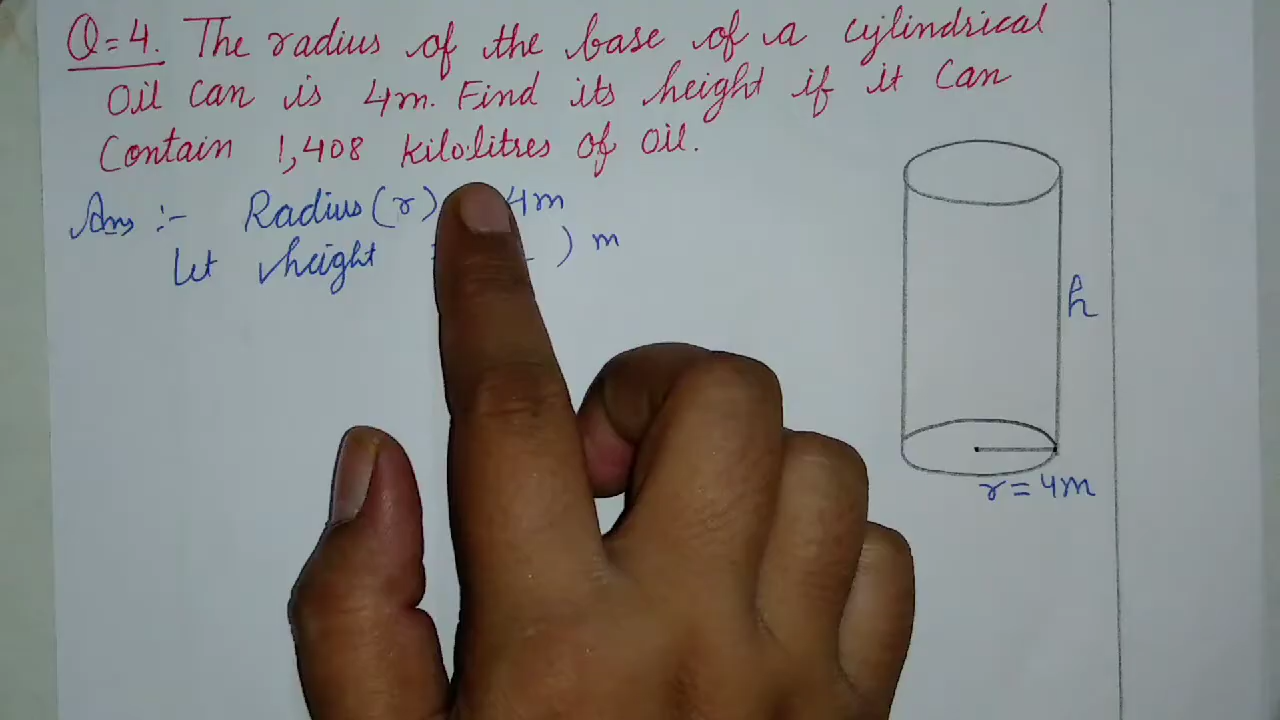 Q=4. The radius of the base of a cylindrical
Oil Can is 4m. Find its height if it Can
Contain 1,408 kilolitres of oil.
Ans :- Radius (r) 4m
Let height ) m
h
r = 4m